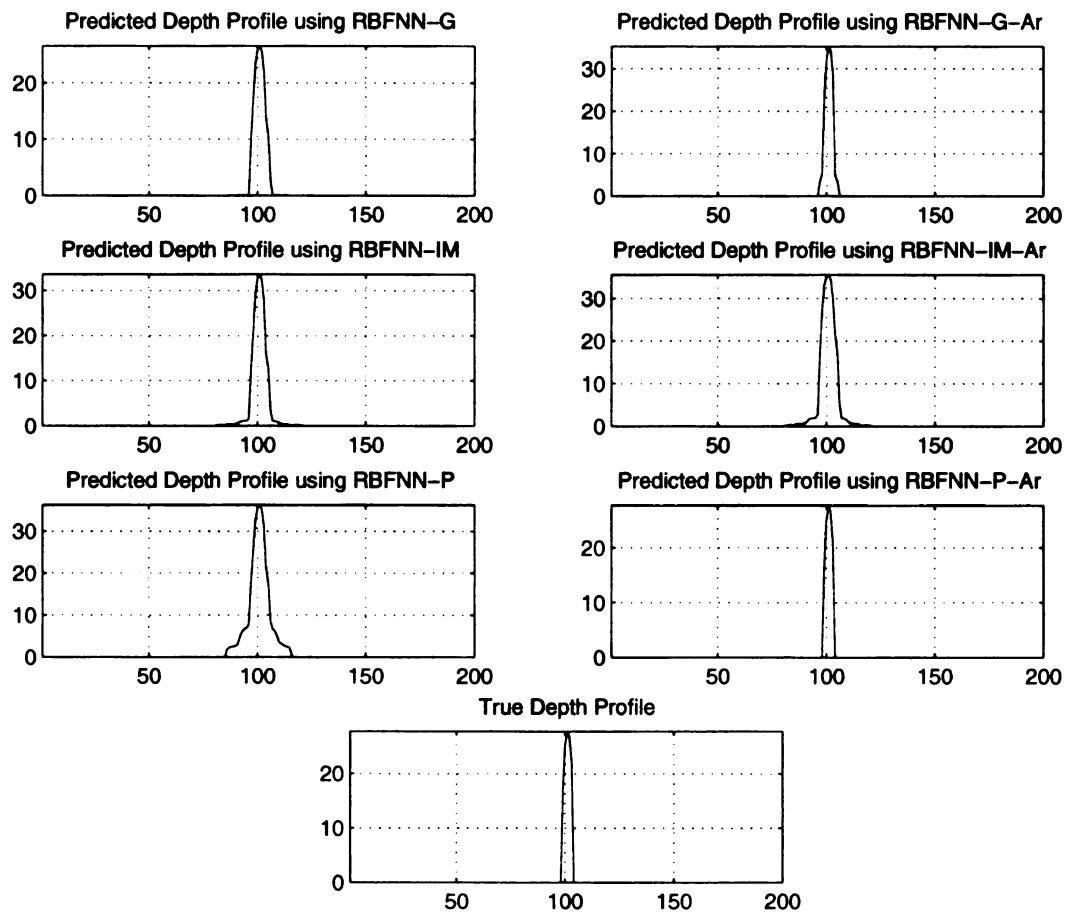 Predicted Depth Profile using RBFNN-G
20
10
0
50 100 150 200
Predicted Depth Profile using RBFNN-G-Ar
30
20
10
0
50 100 150 200
Predicted Depth Profile using RBFNN-IM
30
20
10
0
50 100 150 200
Predicted Depth Profile using RBFNN-IM-Ar
30
20
10
0
50 100 150 200
Predicted Depth Profile using RBFNN-P
30
20
10
0
50 100 150 200
Predicted Depth Profile using RBFNN-P-Ar
20
10
0
50 100 150 200
True Depth Profile
20
10
0
50 100 150 200